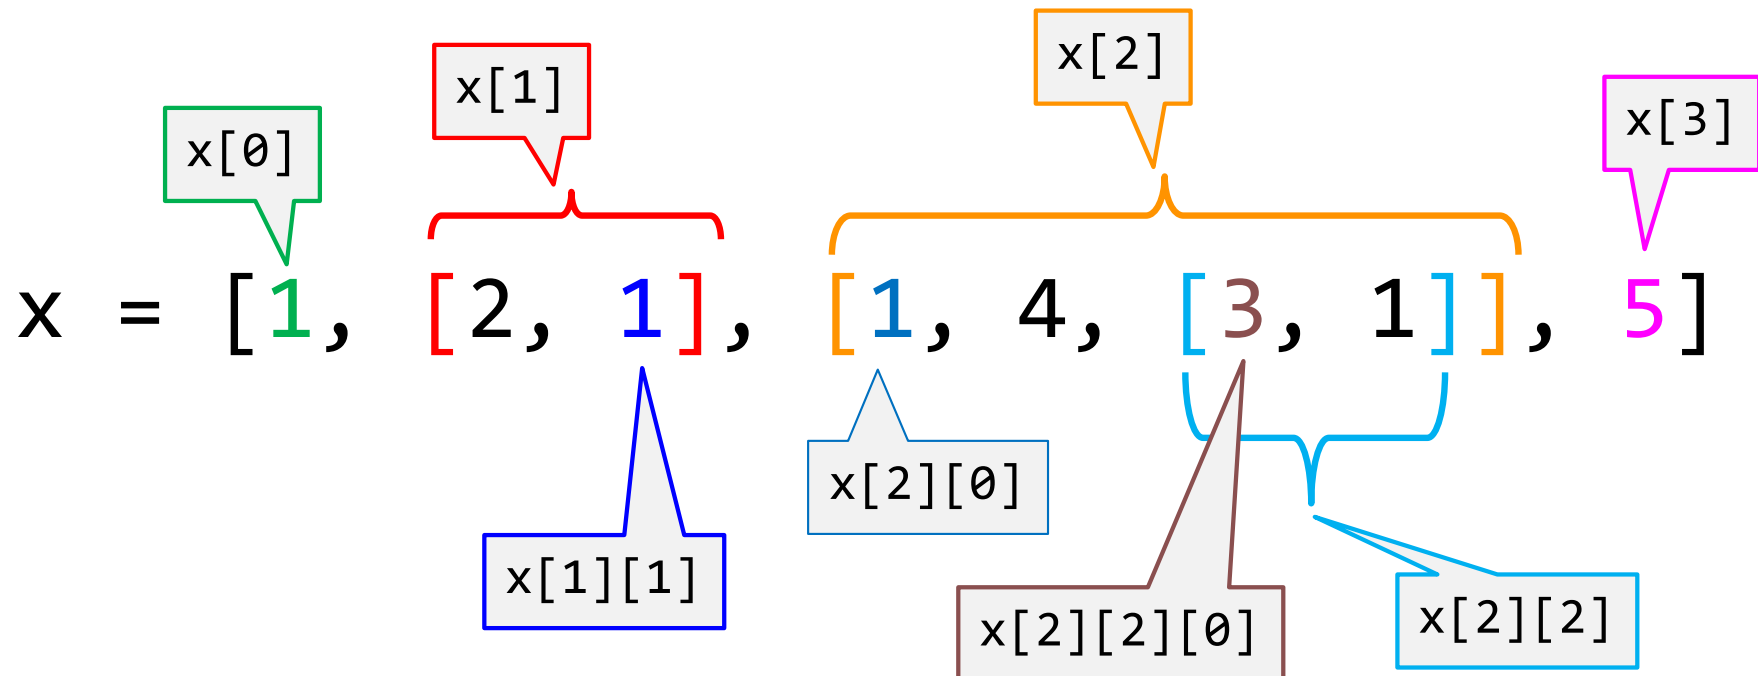 x[2]
x[1]
x[3]
x[0]
x = [1, [2, 1], [1, 4, [3, 1]], 5]
x[2][0]
x[1][1]
x[2][2]
x[2][2][0]